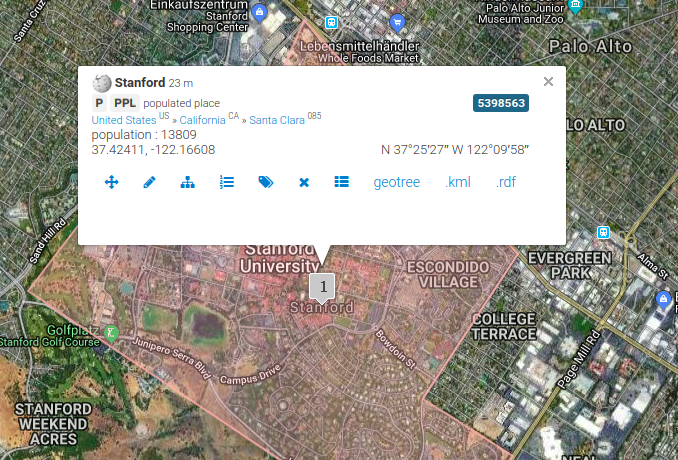 Santa Cruz
Einkaufszentrum
Stanford
Shopping Center
Lebensmittelhändler
Whole Foods Market
Palo Alto Junior
Museum and Zoo
Palo Alto
Stanford 23 m
×
P PPL populated place
5398563
United States US » California CA » Santa Clara 085
population : 13809
37.42411, -122.16608
N 37°25'27" W 122°09'58"
geotree
.kml
.rdf
LO ALTO
Sand Hill Rd
Stanford
University
1
Stanford
ESCONDIDO
VILLAGE
EVERGREEN
PARK
Alma St
COLLEGE
TERRACE
Page Mill Rd
Golfplatz
Stanford Golf Course
Junipero Serra Blvd
Campus Drive
Bowdoin St
STANFORD
WEEKEND
ACRES